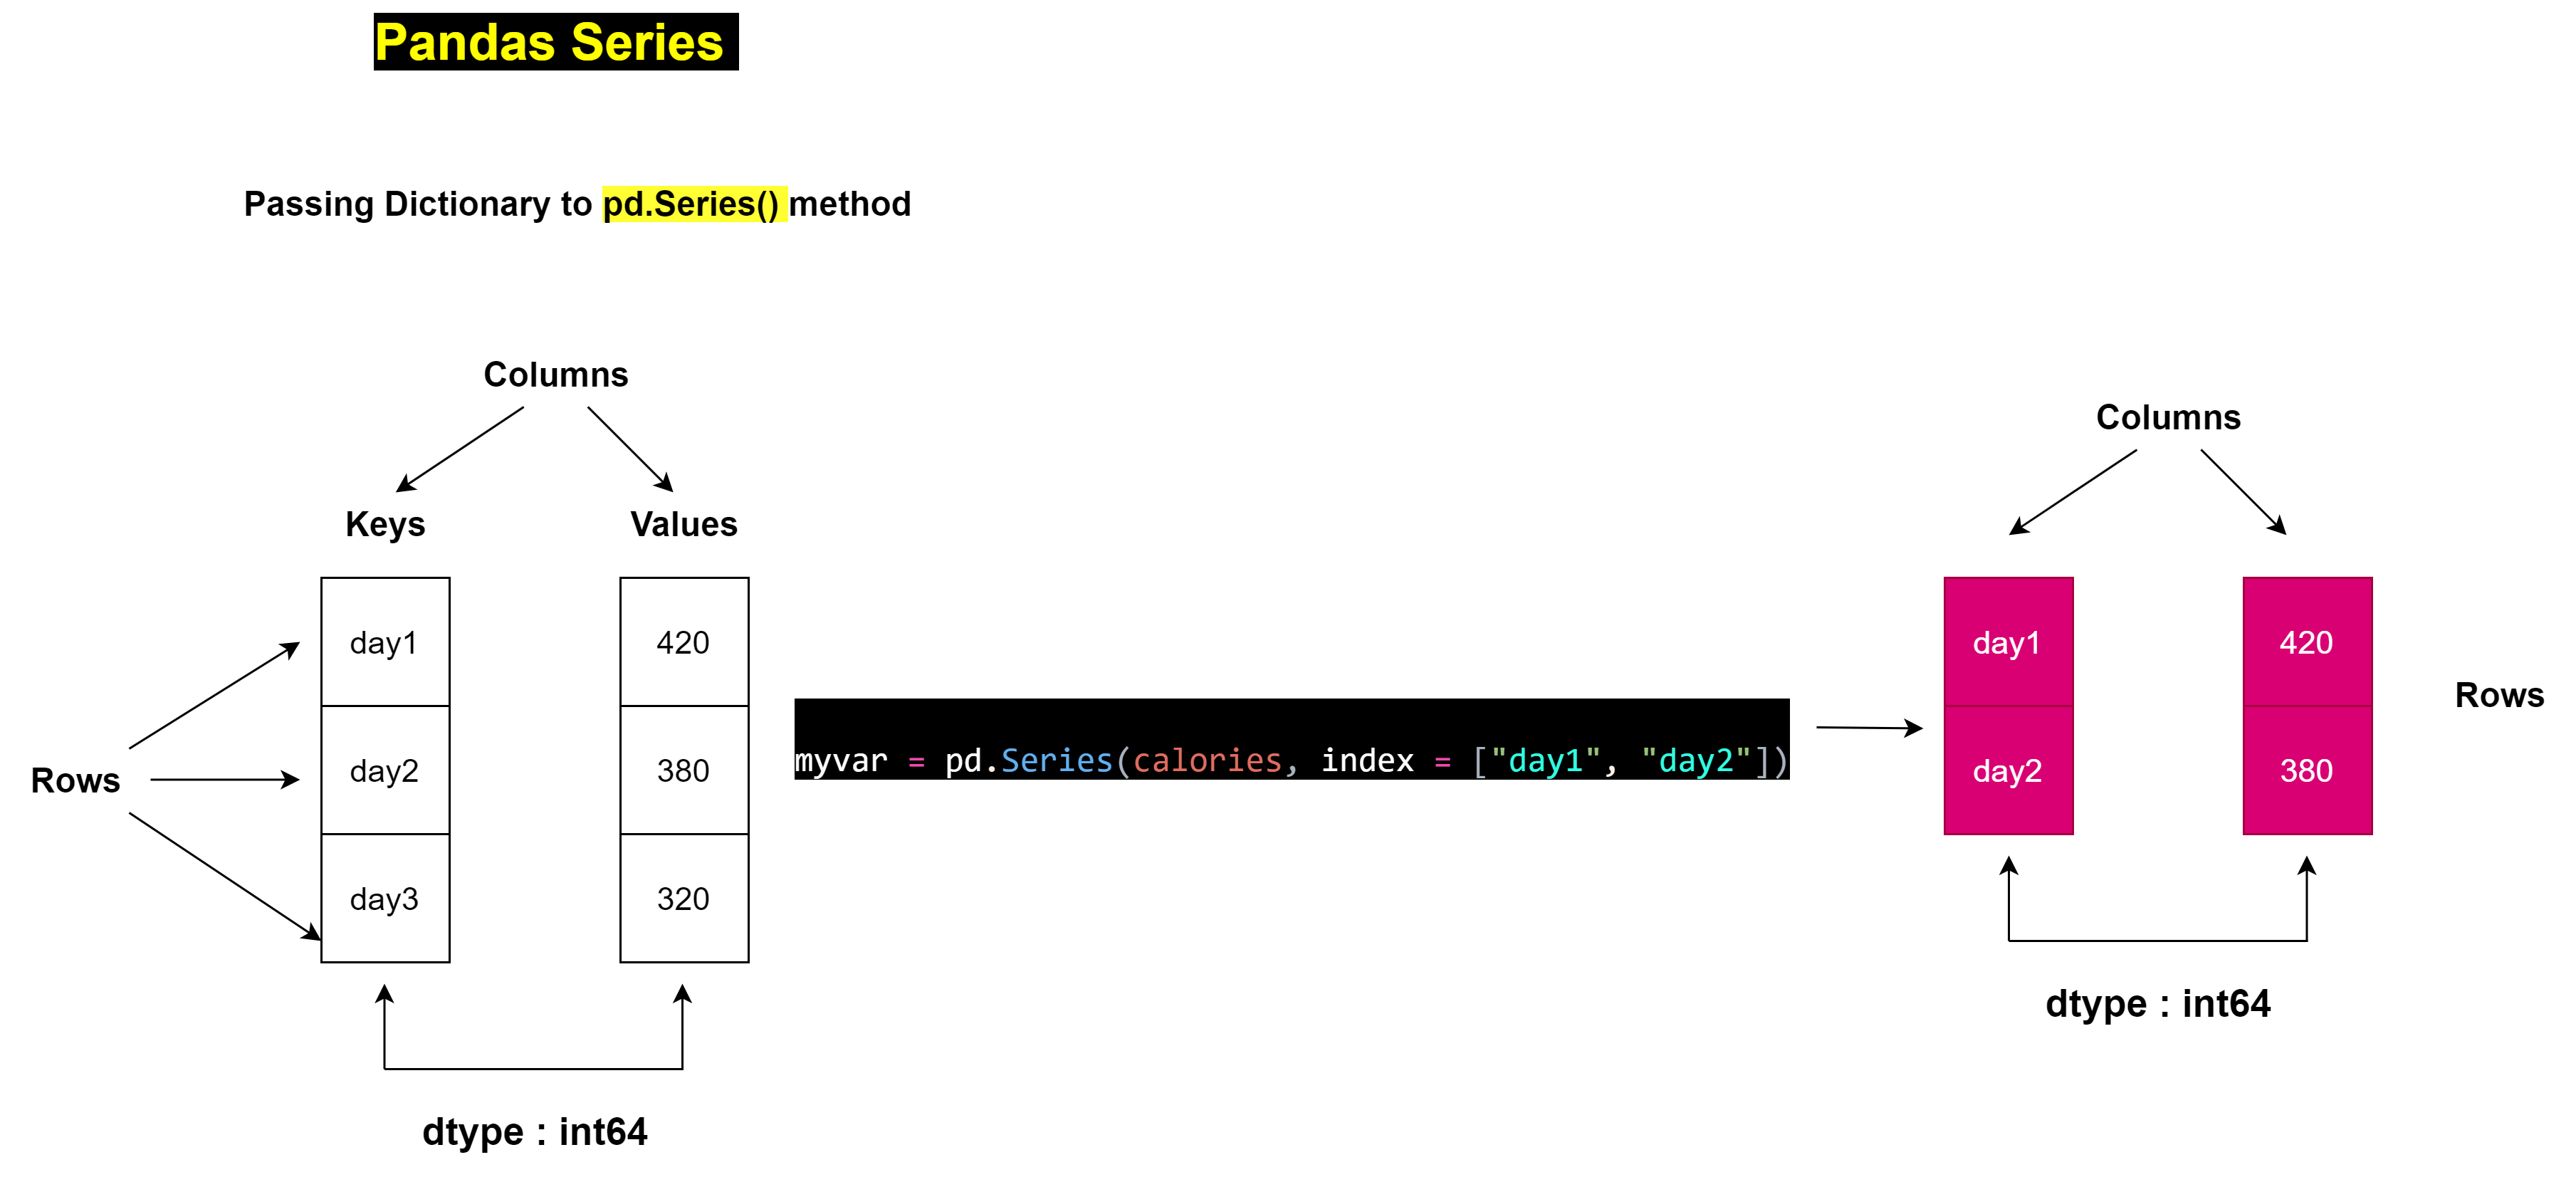 Pandas Series
Passing Dictionary to pd.Series() method
Columns
Keys
Values
Rows
day1
420
day2
380
day3
320
dtype : int64
myvar = pd.Series(calories, index = ["day1", "day2"])
Columns
day1
420
day2
380
Rows
dtype : int64